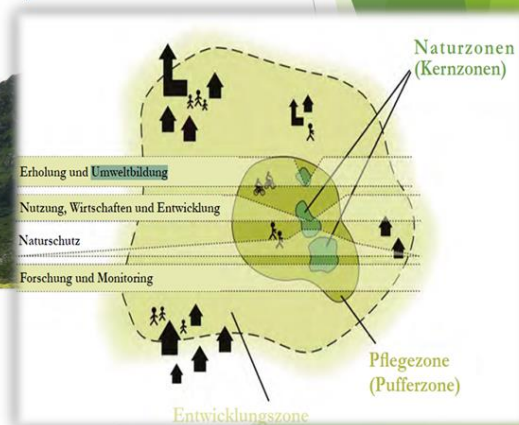 Naturzonen
(Kernzonen)
Erholung und Umweltbildung
Nutzung, Wirtschaften und Entwicklung
Naturschutz
Forschung und Monitoring
Pflegezone
(Pufferzone)
Entwicklungszone